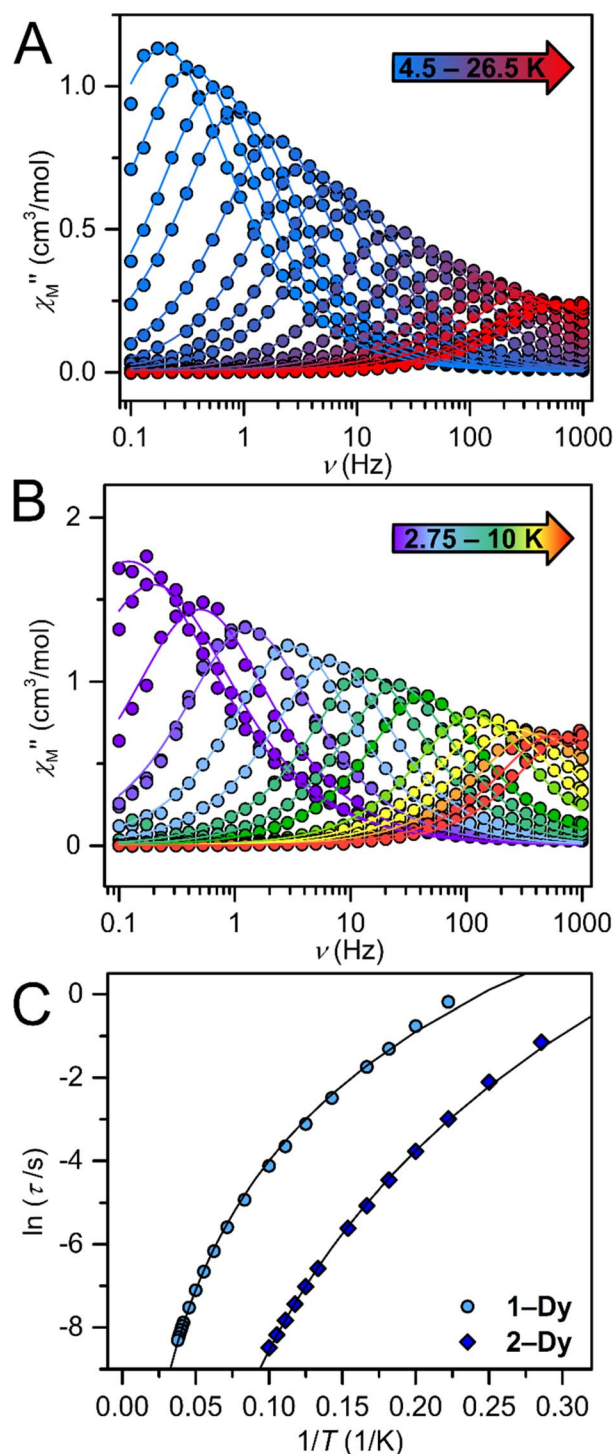 A
4.5 – 26.5 K
1.0
0.5
0.0
χM'' (cm³/mol)
0.1 1 10 100 1000
ν (Hz)
B
2.75 – 10 K
2
1
0
χM'' (cm³/mol)
0.1 1 10 100 1000
ν (Hz)
C
0
-2
-4
-6
-8
ln (τ /s)
1–Dy
2–Dy
0.00 0.05 0.10 0.15 0.20 0.25 0.30
1/T (1/K)